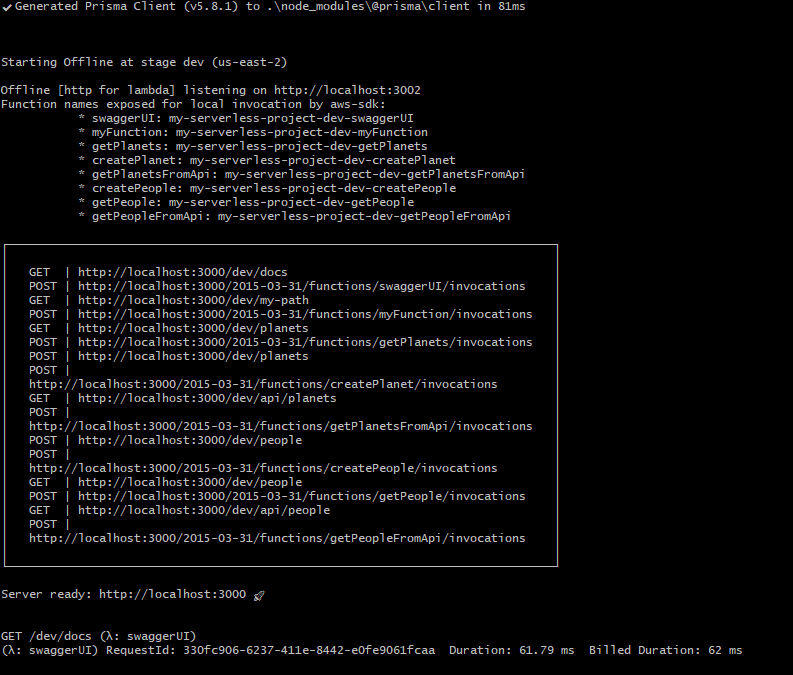 ✔Generated Prisma Client (v5.8.1) to .\node_modules\@prisma\client in 81ms
Starting Offline at stage dev (us-east-2)
Offline [http for lambda] listening on http://localhost:3002
Function names exposed for local invocation by aws-sdk:
* swaggerUI: my-serverless-project-dev-swaggerUI
* myFunction: my-serverless-project-dev-myFunction
* getPlanets: my-serverless-project-dev-getPlanets
* createPlanet: my-serverless-project-dev-createPlanet
* getPlanetsFromApi: my-serverless-project-dev-getPlanetsFromApi
* createPeople: my-serverless-project-dev-createPeople
* getPeople: my-serverless-project-dev-getPeople
* getPeopleFromApi: my-serverless-project-dev-getPeopleFromApi
GET | http://localhost:3000/dev/docs
POST | http://localhost:3000/2015-03-31/functions/swaggerUI/invocations
GET | http://localhost:3000/dev/my-path
POST | http://localhost:3000/2015-03-31/functions/myFunction/invocations
GET | http://localhost:3000/dev/planets
POST | http://localhost:3000/2015-03-31/functions/getPlanets/invocations
POST | http://localhost:3000/dev/planets
POST |
http://localhost:3000/2015-03-31/functions/createPlanet/invocations
GET | http://localhost:3000/dev/api/planets
POST |
http://localhost:3000/2015-03-31/functions/getPlanetsFromApi/invocations
POST | http://localhost:3000/dev/people
POST |
http://localhost:3000/2015-03-31/functions/createPeople/invocations
GET | http://localhost:3000/dev/people
POST | http://localhost:3000/2015-03-31/functions/getPeople/invocations
GET | http://localhost:3000/dev/api/people
POST |
http://localhost:3000/2015-03-31/functions/getPeopleFromApi/invocations
Server ready: http://localhost:3000 🚀
GET /dev/docs (λ: swaggerUI)
(λ: swaggerUI) RequestId: 330fc906-6237-411e-8442-e0fe9061fcaa Duration: 61.79 ms Billed Duration: 62 ms